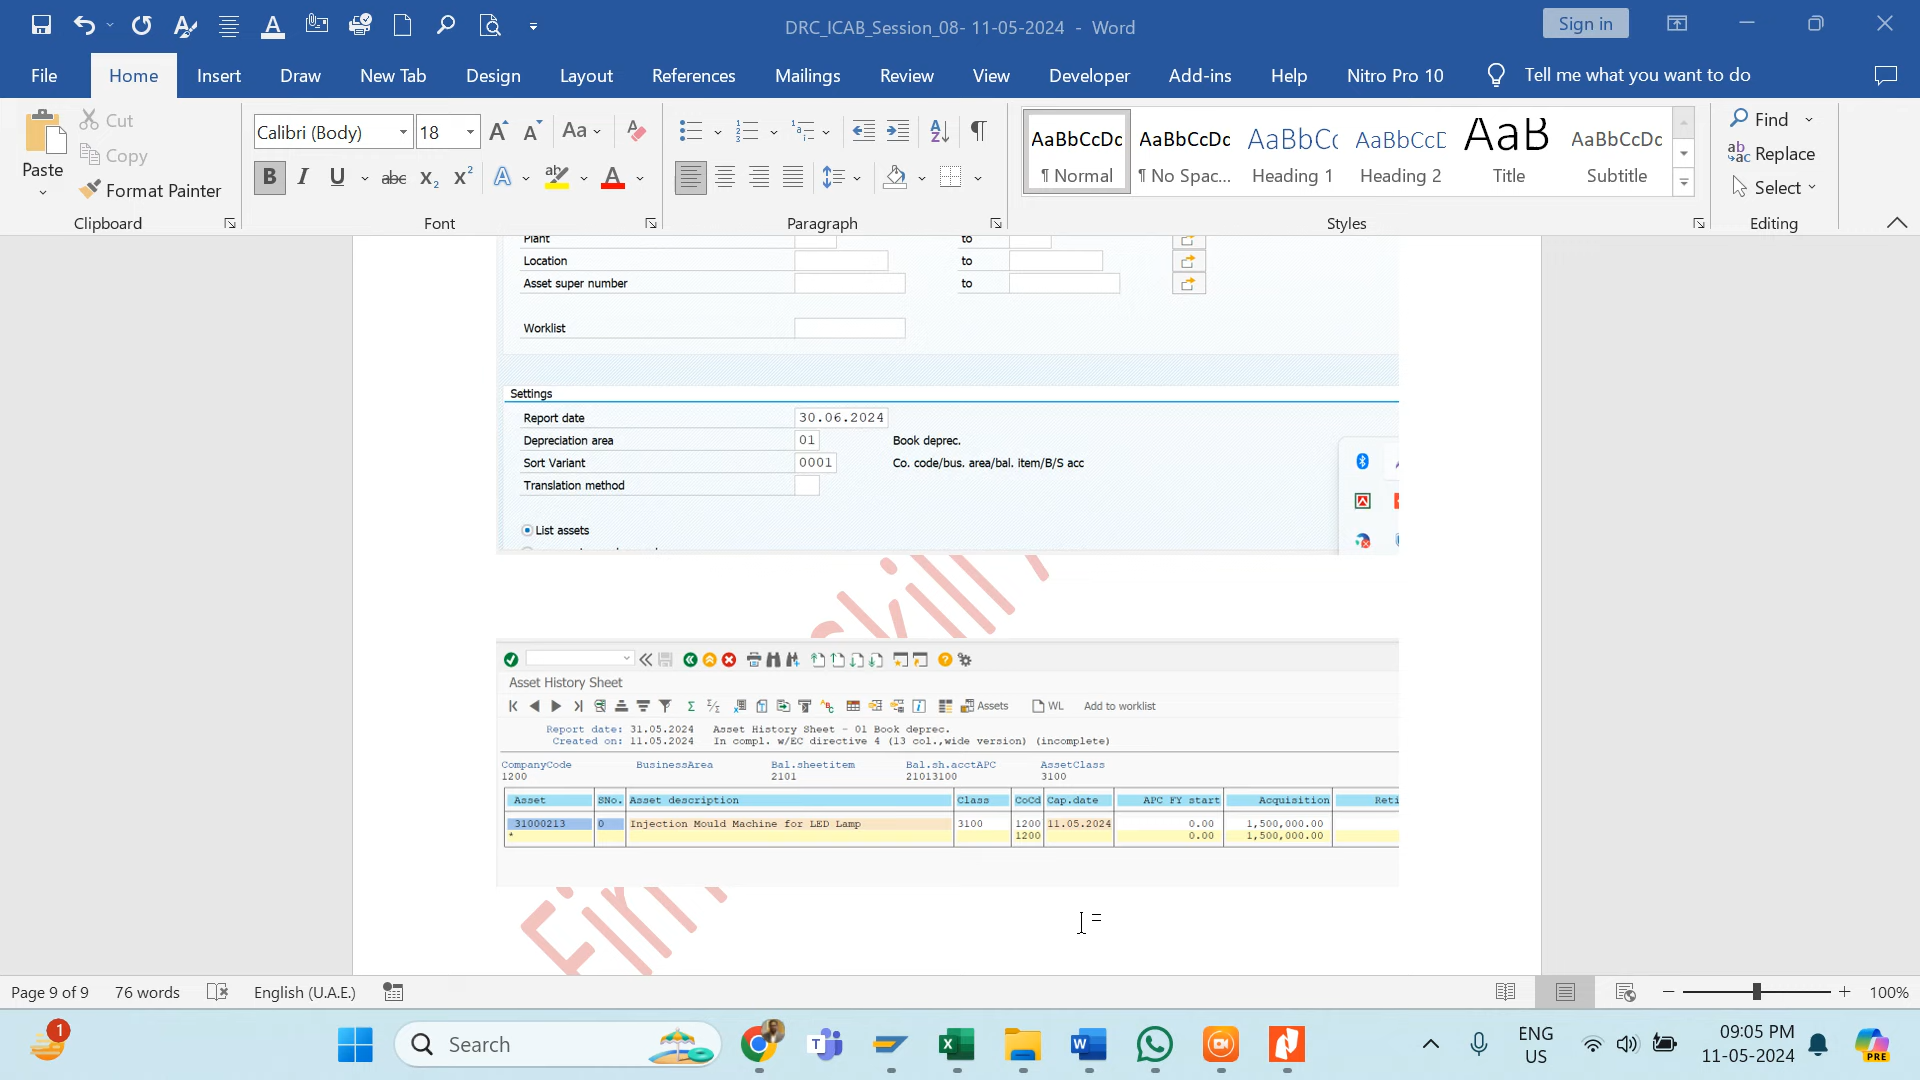 DRC_ICAB_Session_08- 11-05-2024 - Word
Sign in
File Home Insert Draw New Tab Design Layout References Mailings Review View Developer Add-ins Help Nitro Pro 10 Tell me what you want to do
Paste
Cut
Copy
Format Painter
Clipboard
Calibri (Body) 18
Font
Paragraph
AaBbCcDc AaBbCcDc AaBbCc AaBbCcD AaB AaBbCcDc
¶ Normal ¶ No Spac... Heading 1 Heading 2 Title Subtitle
Styles
Find
Replace
Select
Editing
Plant to
Location to
Asset super number to
Worklist
Settings
Report date 30.06.2024
Depreciation area 01 Book deprec.
Sort Variant 0001 Co. code/bus. area/bal. item/B/S acc
Translation method
List assets
skill
Asset History Sheet
Assets WL Add to worklist
Report date: 31.05.2024 Asset History Sheet - 01 Book deprec.
Created on: 11.05.2024 In compl. w/EC directive 4 (13 col.,wide version) (incomplete)
CompanyCode BusinessArea Bal.sheetitem Bal.sh.acctAPC AssetClass
1200 2101 21013100 3100
Asset SNo. Asset description Class CoCd Cap.date APC FY start Acquisition Reti
31000213 0 Injection Mould Machine for LED Lamp 3100 1200 11.05.2024 0.00 1,500,000.00
* 1200 0.00 1,500,000.00
Page 9 of 9 76 words English (U.A.E.) 100%
1
Search
ENG
US
09:05 PM
11-05-2024
PRE